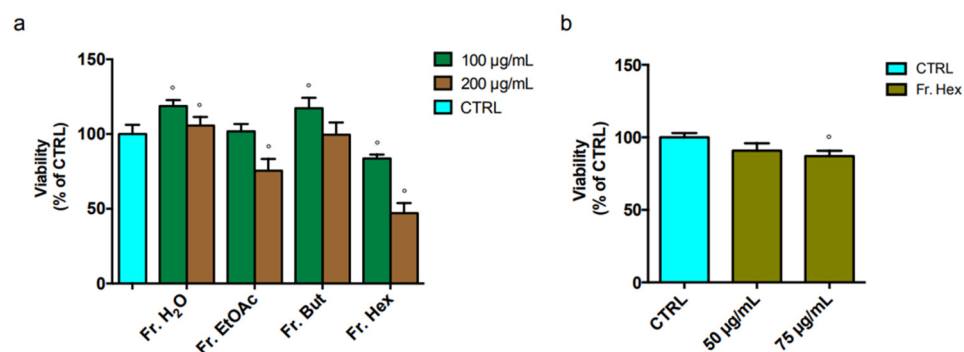 a
150
100
50
0
Viability
(% of CTRL)
° ° ° ° ° °
Fr. H₂O
Fr. EtOAc
Fr. But
Fr. Hex
100 µg/mL
200 µg/mL
CTRL
b
150
100
50
0
Viability
(% of CTRL)
°
CTRL
50 µg/mL
75 µg/mL
CTRL
Fr. Hex